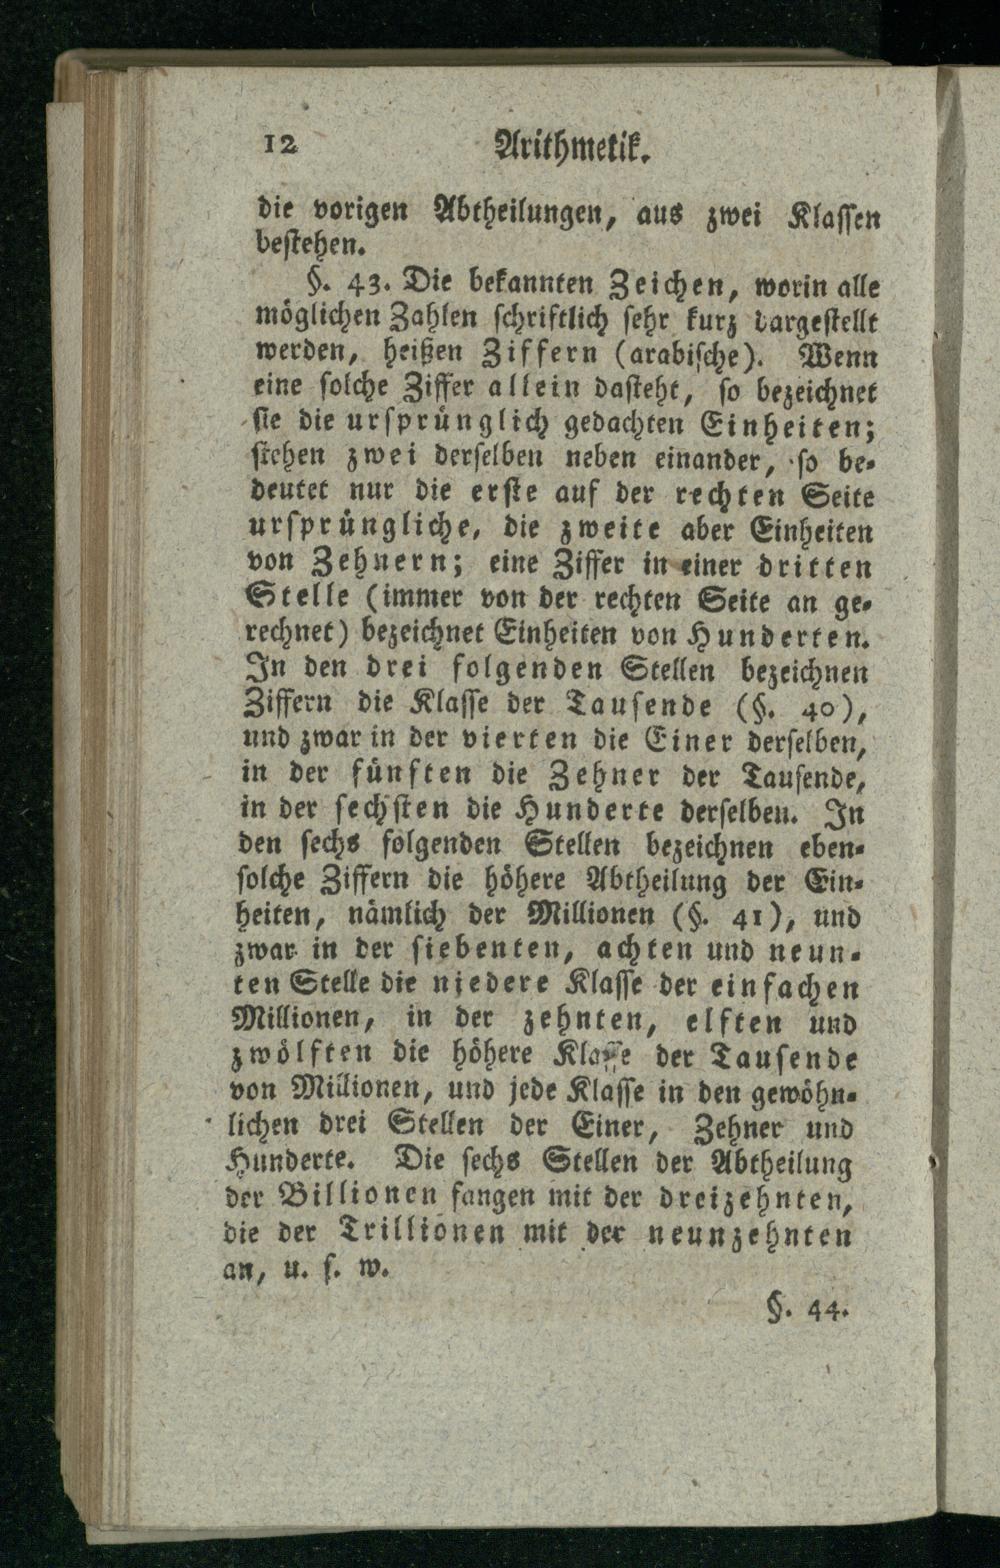 12 Arithmetik.
die vorigen Abtheilungen, aus zwei Klassen
bestehen.
§. 43. Die bekannten Zeichen, worin alle
möglichen Zahlen schriftlich sehr kurz dargestellt
werden, heißen Ziffern (arabische). Wenn
eine solche Ziffer allein dasteht, so bezeichnet
sie die ursprünglich gedachten Einheiten;
stehen zwei derselben neben einander, so be-
deutet nur die erste auf der rechten Seite
ursprüngliche, die zweite aber Einheiten
von Zehnern; eine Ziffer in einer dritten
Stelle (immer von der rechten Seite an ge-
rechnet) bezeichnet Einheiten von Hunderten.
In den drei folgenden Stellen bezeichnen
Ziffern die Klasse der Tausende (§. 40),
und zwar in der vierten die Einer derselben,
in der fünften die Zehner der Tausende,
in der sechsten die Hunderte derselben. In
den sechs folgenden Stellen bezeichnen eben-
solche Ziffern die höhere Abtheilung der Ein-
heiten, nämlich der Millionen (§. 41), und
zwar in der siebenten, achten und neun-
ten Stelle die niedere Klasse der einfachen
Millionen, in der zehnten, elften und
zwölften die höhere Klasse der Tausende
von Millionen, und jede Klasse in den gewöhn-
lichen drei Stellen der Einer, Zehner und
Hunderte. Die sechs Stellen der Abtheilung
der Billionen fangen mit der dreizehnten,
die der Trillionen mit der neunzehnten
an, u. s. w.
§. 44.